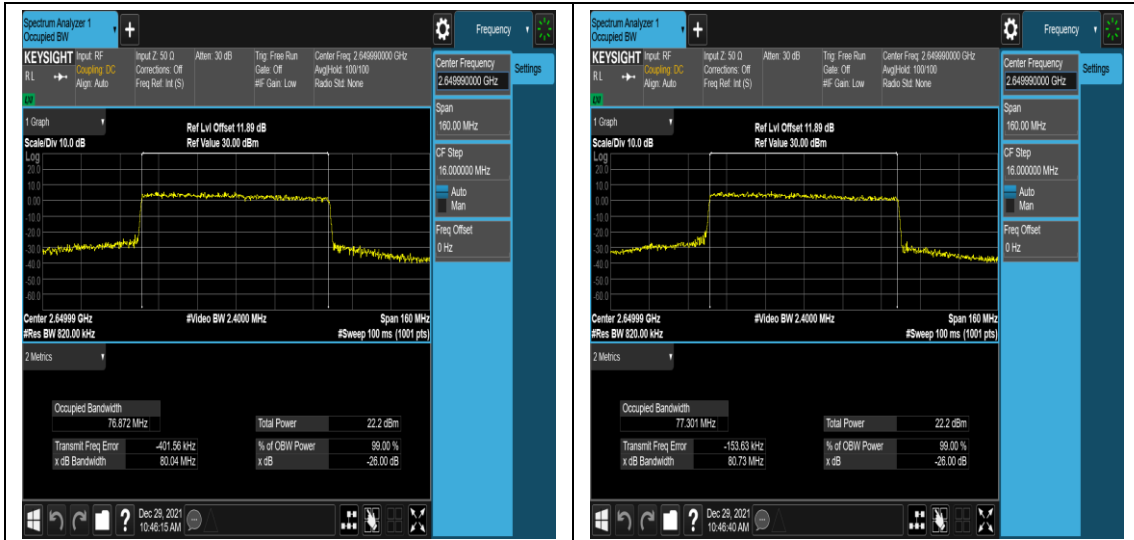 Spectrum Analyzer 1
Occupied BW
+
Frequency
KEYSIGHT Input: RF Input Z: 50 Ω Atten: 30 dB Trig: Free Run Center Freq: 2.649990000 GHz
RL Coupling: DC Corrections: Off Gate: Off Avg|Hold: 100/100
Align: Auto Freq Ref: Int (S) #IF Gain: Low Radio Std: None
Center Frequency
2.649990000 GHz
Settings
Span
160.00 MHz
CF Step
16.000000 MHz
Auto
Man
Freq Offset
0 Hz
1 Graph
Ref Lvl Offset 11.89 dB
Scale/Div 10.0 dB Ref Value 30.00 dBm
Log
20.0
10.0
0.00
-10.0
-20.0
-30.0
-40.0
-50.0
-60.0
Center 2.64999 GHz #Video BW 2.4000 MHz Span 160 MHz
#Res BW 820.00 kHz #Sweep 100 ms (1001 pts)
2 Metrics
Occupied Bandwidth
76.872 MHz Total Power 22.2 dBm
Transmit Freq Error -401.56 kHz % of OBW Power 99.00 %
x dB Bandwidth 80.04 MHz x dB -26.00 dB
? Dec 29, 2021
10:46:15 AM
Spectrum Analyzer 1
Occupied BW
+
Frequency
KEYSIGHT Input: RF Input Z: 50 Ω Atten: 30 dB Trig: Free Run Center Freq: 2.649990000 GHz
RL Coupling: DC Corrections: Off Gate: Off Avg|Hold: 100/100
Align: Auto Freq Ref: Int (S) #IF Gain: Low Radio Std: None
Center Frequency
2.649990000 GHz
Settings
Span
160.00 MHz
CF Step
16.000000 MHz
Auto
Man
Freq Offset
0 Hz
1 Graph
Ref Lvl Offset 11.89 dB
Scale/Div 10.0 dB Ref Value 30.00 dBm
Log
20.0
10.0
0.00
-10.0
-20.0
-30.0
-40.0
-50.0
-60.0
Center 2.64999 GHz #Video BW 2.4000 MHz Span 160 MHz
#Res BW 820.00 kHz #Sweep 100 ms (1001 pts)
2 Metrics
Occupied Bandwidth
77.301 MHz Total Power 22.2 dBm
Transmit Freq Error -153.63 kHz % of OBW Power 99.00 %
x dB Bandwidth 80.73 MHz x dB -26.00 dB
? Dec 29, 2021
10:46:40 AM